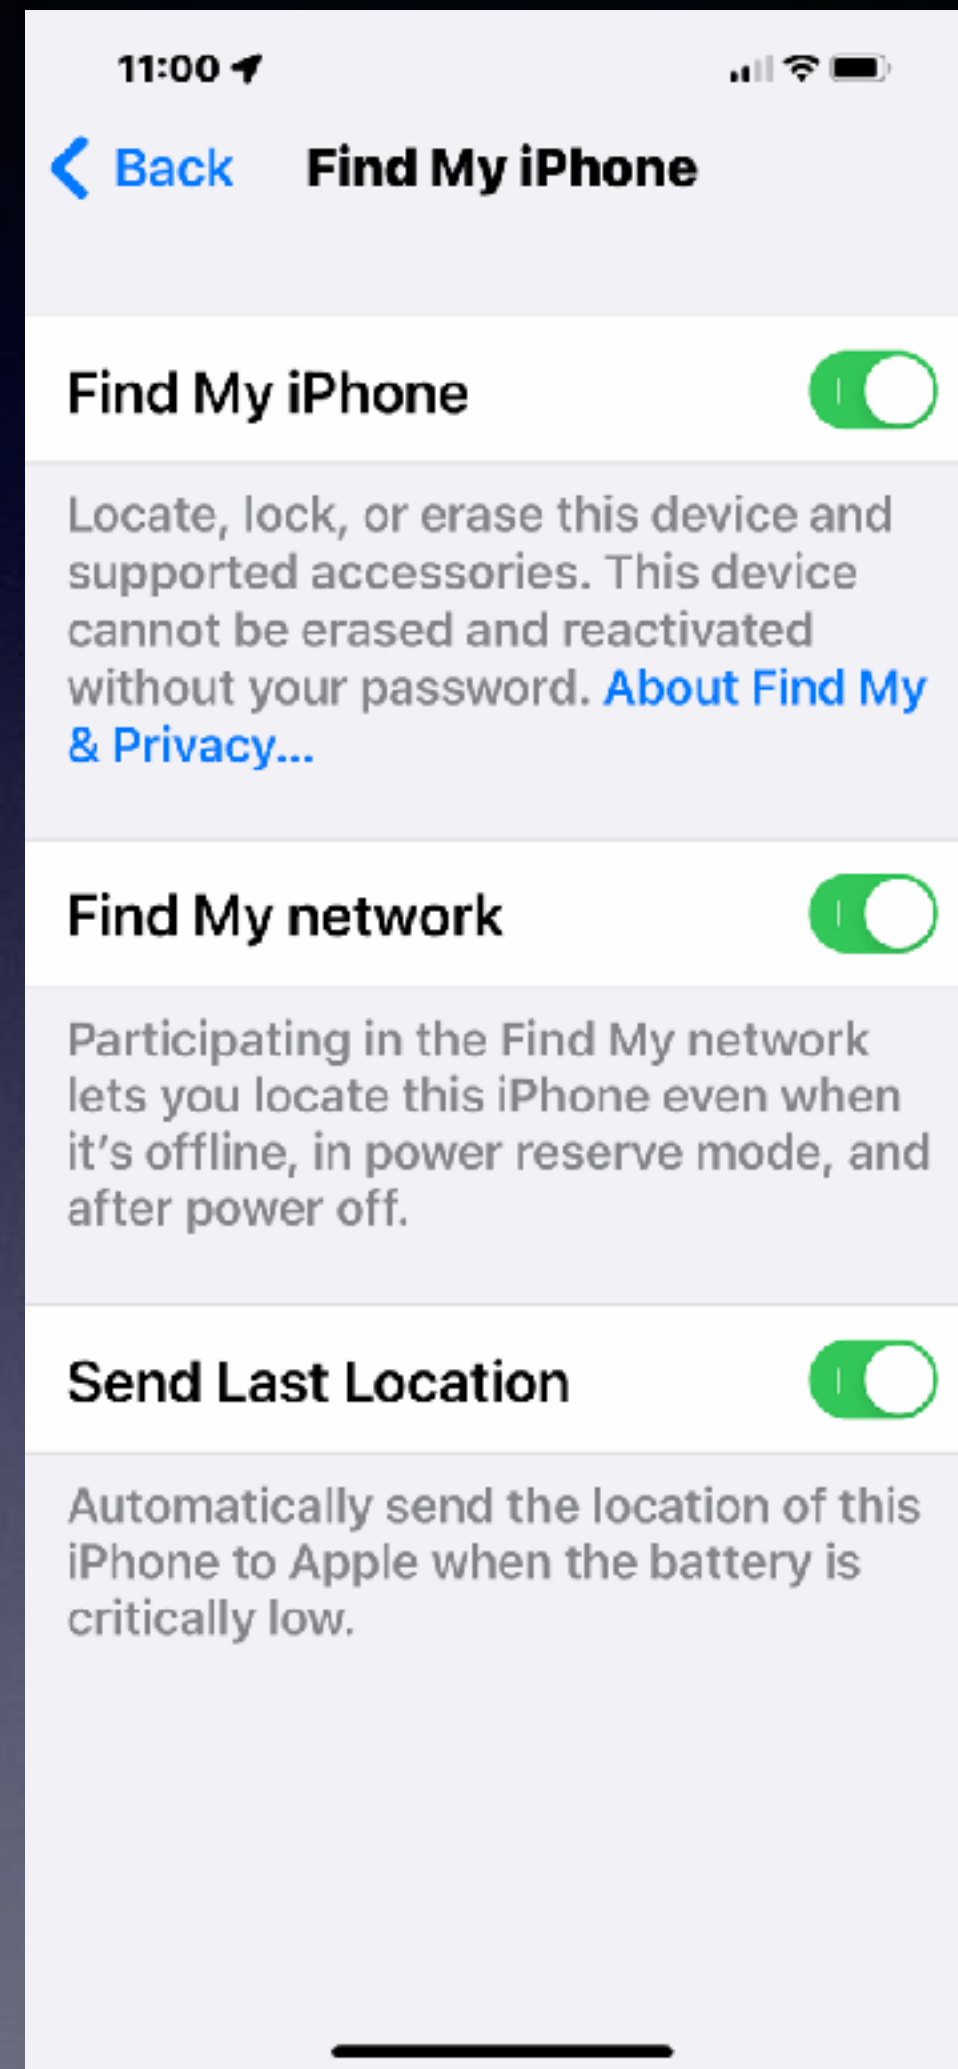 11:00
Back
Find My iPhone
Find My iPhone
Locate, lock, or erase this device and
supported accessories. This device
cannot be erased and reactivated
without your password. About Find My
& Privacy...
Find My network
Participating in the Find My network
lets you locate this iPhone even when
it's offline, in power reserve mode, and
after power off.
Send Last Location
Automatically send the location of this
iPhone to Apple when the battery is
critically low.